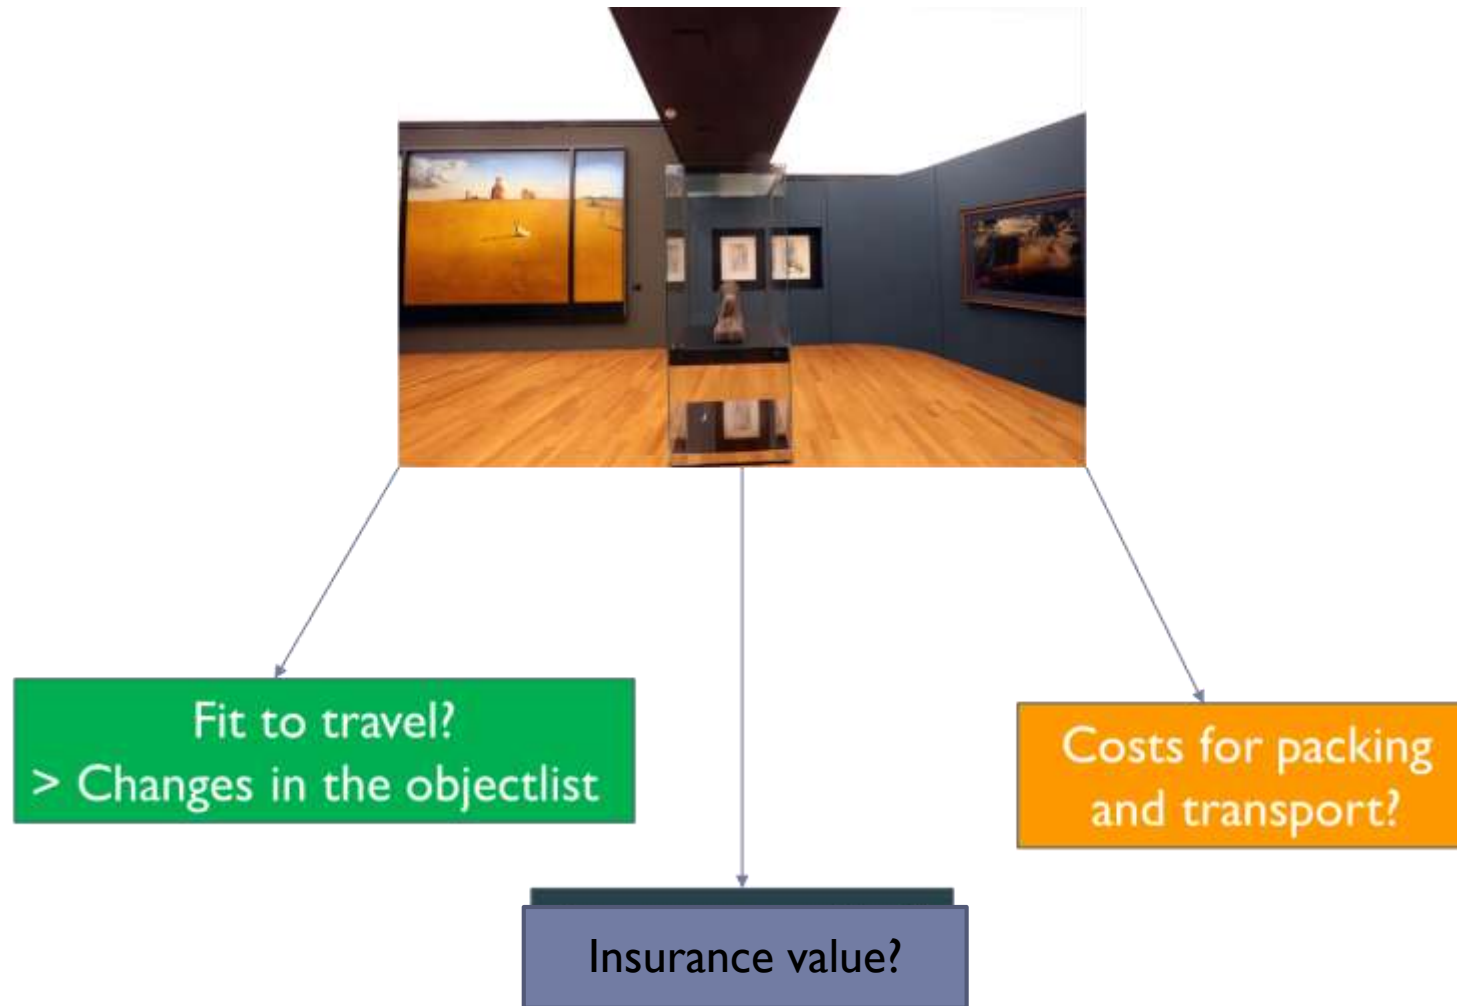 Fit to travel?
> Changes in the objectlist
Costs for packing
and transport?
Insurance value?